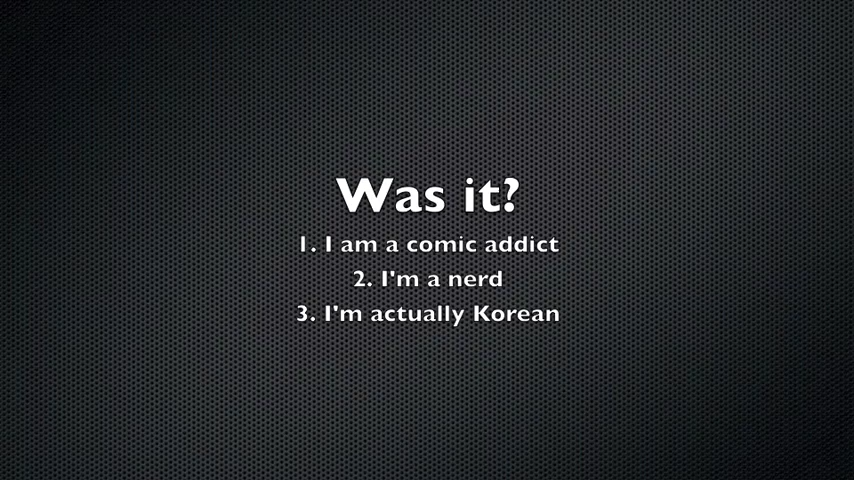 Was it?
1. I am a comic addict
2. I'm a nerd
3. I'm actually Korean